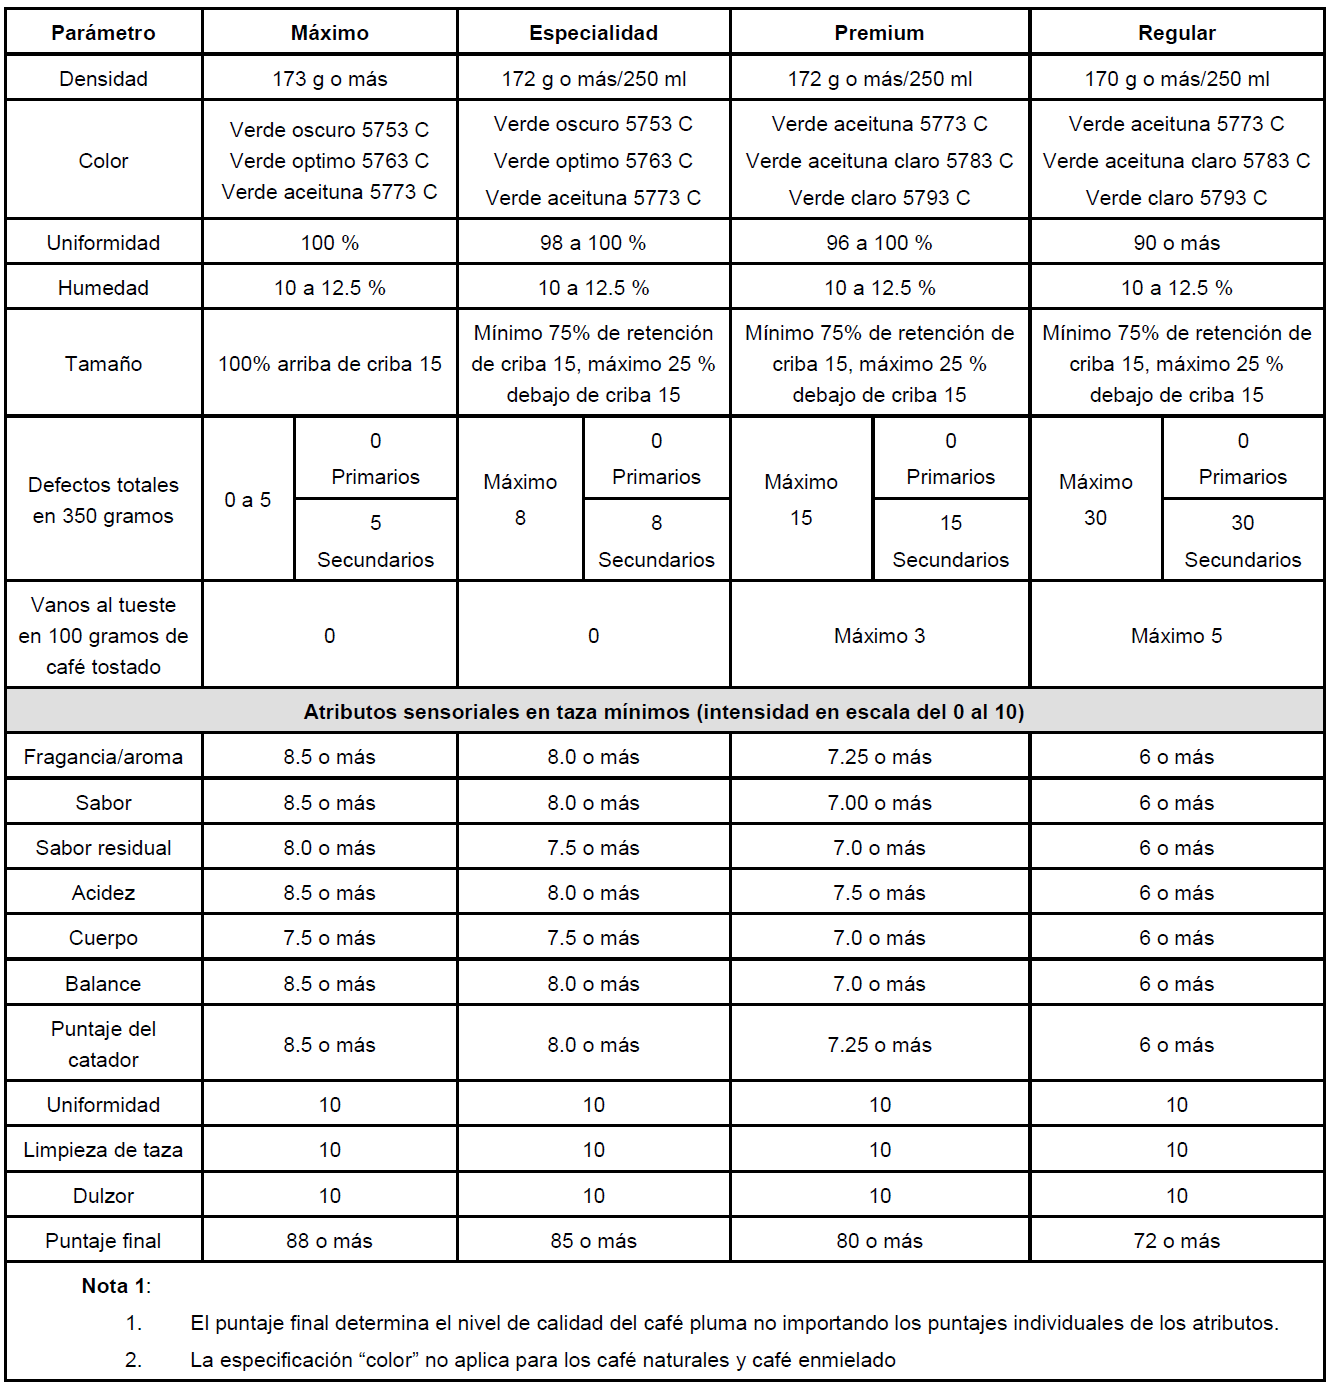 Parámetro Máximo Especialidad Premium Regular
Densidad 173 g o más 172 g o más/250 ml 172 g o más/250 ml 170 g o más/250 ml
Color
Verde oscuro 5753 C
Verde optimo 5763 C
Verde aceituna 5773 C
Verde oscuro 5753 C
Verde optimo 5763 C
Verde aceituna 5773 C
Verde aceituna 5773 C
Verde aceituna claro 5783 C
Verde claro 5793 C
Verde aceituna 5773 C
Verde aceituna claro 5783 C
Verde claro 5793 C
Uniformidad 100 % 98 a 100 % 96 a 100 % 90 o más
Humedad 10 a 12.5 % 10 a 12.5 % 10 a 12.5 % 10 a 12.5 %
Tamaño
100% arriba de criba 15
Mínimo 75% de retención
de criba 15, máximo 25 %
debajo de criba 15
Mínimo 75% de retención de
criba 15, máximo 25 %
debajo de criba 15
Mínimo 75% de retención de
criba 15, máximo 25 %
debajo de criba 15
Defectos totales
en 350 gramos
0 a 5
0
Primarios
5
Secundarios
Máximo
8
0
Primarios
8
Secundarios
Máximo
15
0
Primarios
15
Secundarios
Máximo
30
0
Primarios
30
Secundarios
Vanos al tueste
en 100 gramos de
café tostado
0
0
Máximo 3
Máximo 5
Atributos sensoriales en taza mínimos (intensidad en escala del 0 al 10)
Fragancia/aroma 8.5 o más 8.0 o más 7.25 o más 6 o más
Sabor 8.5 o más 8.0 o más 7.00 o más 6 o más
Sabor residual 8.0 o más 7.5 o más 7.0 o más 6 o más
Acidez 8.5 o más 8.0 o más 7.5 o más 6 o más
Cuerpo 7.5 o más 7.5 o más 7.0 o más 6 o más
Balance 8.5 o más 8.0 o más 7.0 o más 6 o más
Puntaje del
catador
8.5 o más 8.0 o más 7.25 o más 6 o más
Uniformidad 10 10 10 10
Limpieza de taza 10 10 10 10
Dulzor 10 10 10 10
Puntaje final 88 o más 85 o más 80 o más 72 o más
Nota 1:
1. El puntaje final determina el nivel de calidad del café pluma no importando los puntajes individuales de los atributos.
2. La especificación “color” no aplica para los café naturales y café enmielado